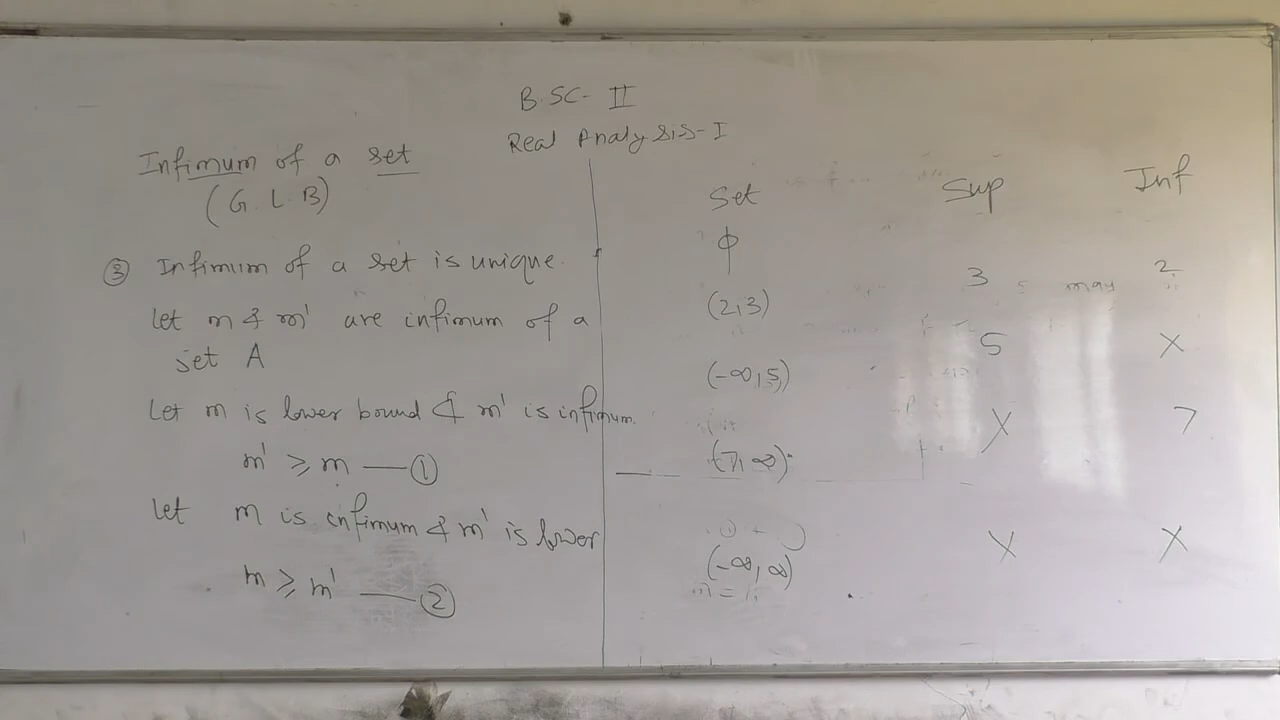 B.SC- II
Real Analysis-I
Infimum of a set
(G.L.B)
③ Infimum of a set is unique.
Let m & m' are infimum of a
set A
Let m is lower bound & m' is infimum.
m' ⩾ m — ①
Let m is infimum & m' is lower
m ⩾ m' — ②
Set Sup Inf
ϕ
(2,3) 3 2
(-∞,5) 5 X
(7,∞) X 7
(-∞,∞) X X
may